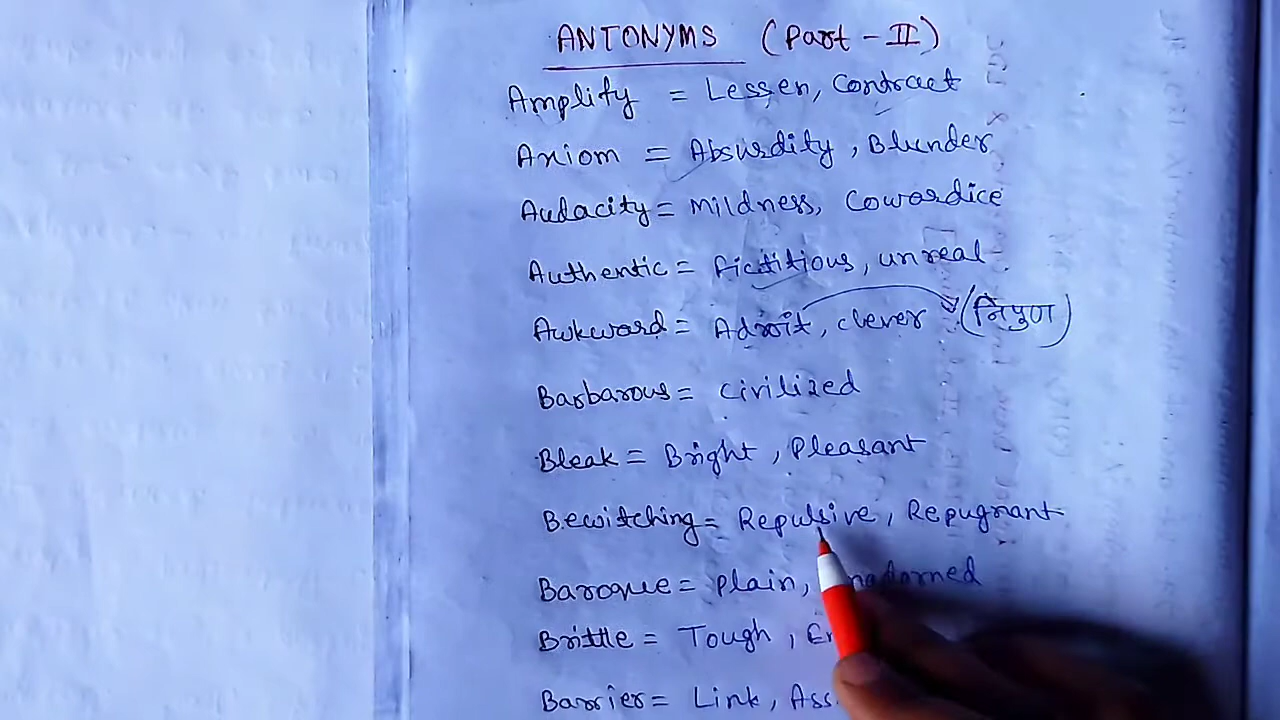 ANTONYMS (Part - II)
Amplify = Lessen, Contract
Axiom = Absurdity, Blunder
Audacity = Mildness, Cowardice
Authentic = Fictitious, unreal
Awkward = Adroit, clever (निपुण)
Barbarous = Civilized
Bleak = Bright, Pleasant
Bewitching = Repulsive, Repugnant
Baroque = Plain,
Brittle = Tough,
Barrier = Link,